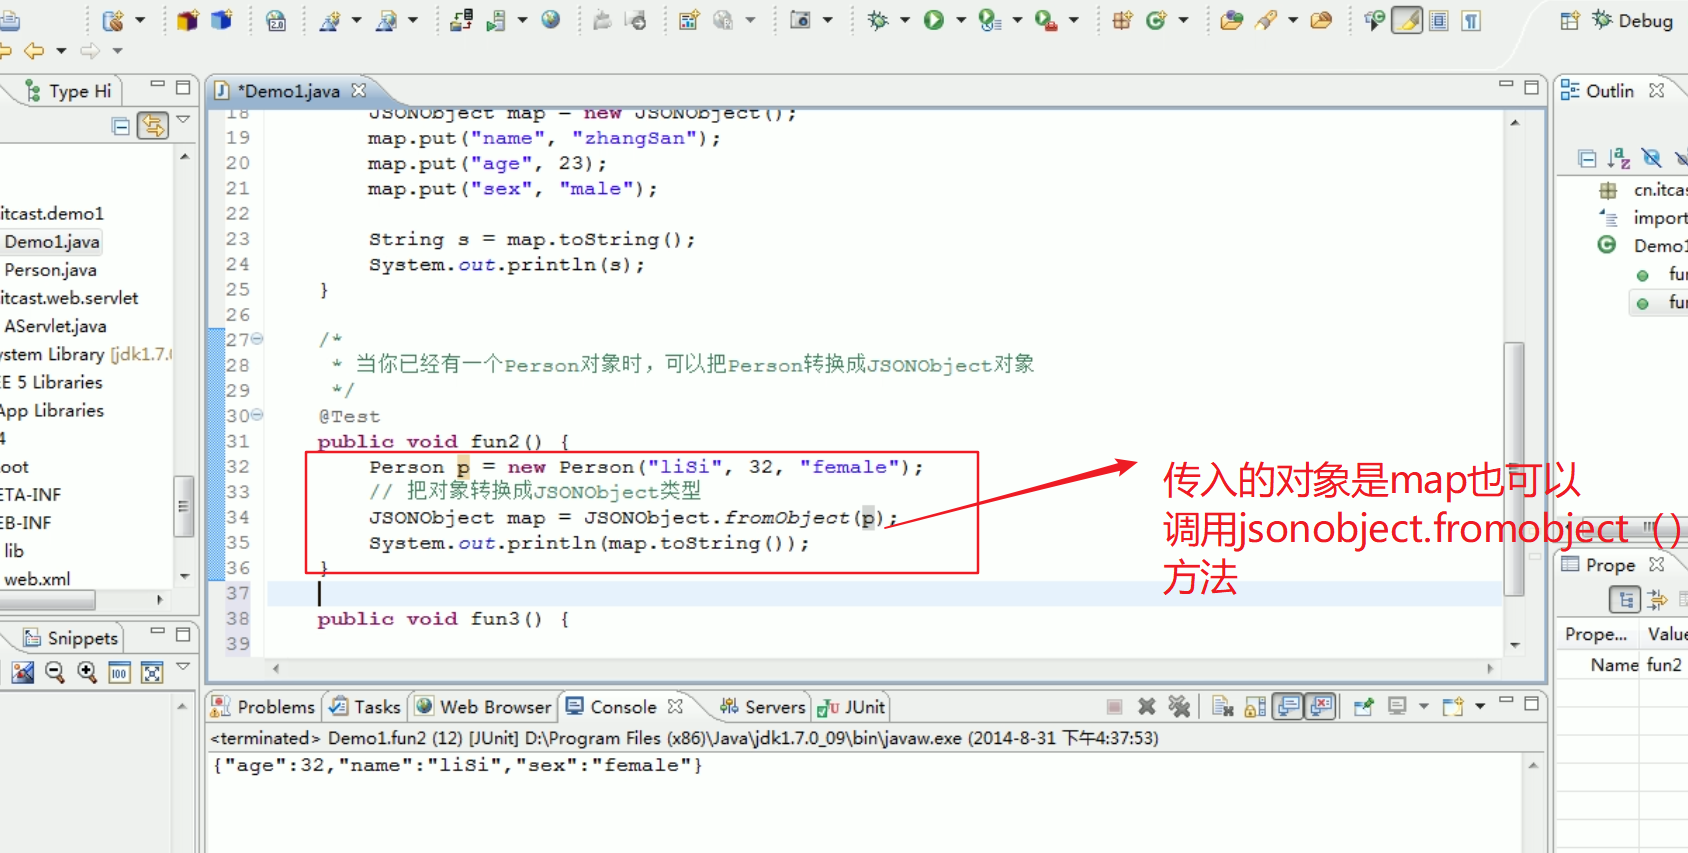 Debug
Type Hi
itcast.demo1
Demo1.java
Person.java
itcast.web.servlet
AServlet.java
ystem Library [jdk1.7.0
EE 5 Libraries
App Libraries
4
oot
ETA-INF
EB-INF
lib
web.xml
Snippets
*Demo1.java
18 JSONObject map = new JSONObject();
19 map.put("name", "zhangSan");
20 map.put("age", 23);
21 map.put("sex", "male");
22
23 String s = map.toString();
24 System.out.println(s);
25 }
26
27 /*
28 * 当你已经有一个Person对象时，可以把Person转换成JSONObject对象
29 */
30 @Test
31 public void fun2() {
32 Person p = new Person("liSi", 32, "female");
33 // 把对象转换成JSONObject类型
34 JSONObject map = JSONObject.fromObject(p);
35 System.out.println(map.toString());
36 }
37
38 public void fun3() {
39
传入的对象是map也可以
调用jsonobject.fromobject（）
方法
Outlin
cn.itcas
import
Demo1
fun
fun
Prope
Prope... Value
Name fun2
Problems Tasks Web Browser Console Servers JUnit
<terminated> Demo1.fun2 (12) [JUnit] D:\Program Files (x86)\Java\jdk1.7.0_09\bin\javaw.exe (2014-8-31 下午4:37:53)
{"age":32,"name":"liSi","sex":"female"}